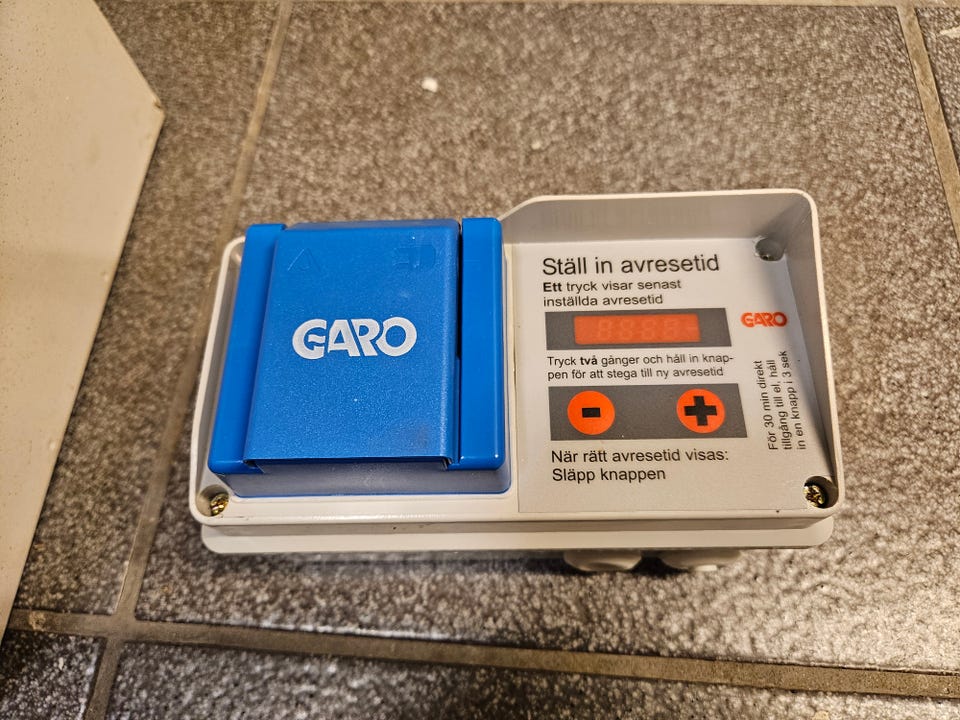 GARO
Ställ in avresetid
Ett tryck visar senast
inställda avresetid
GARO
Tryck två gånger och håll in knap-
pen för att stega till ny avresetid
- +
När rätt avresetid visas:
Släpp knappen
För 30 min direkt
tillgång till el, håll
in en knapp i 3 sek